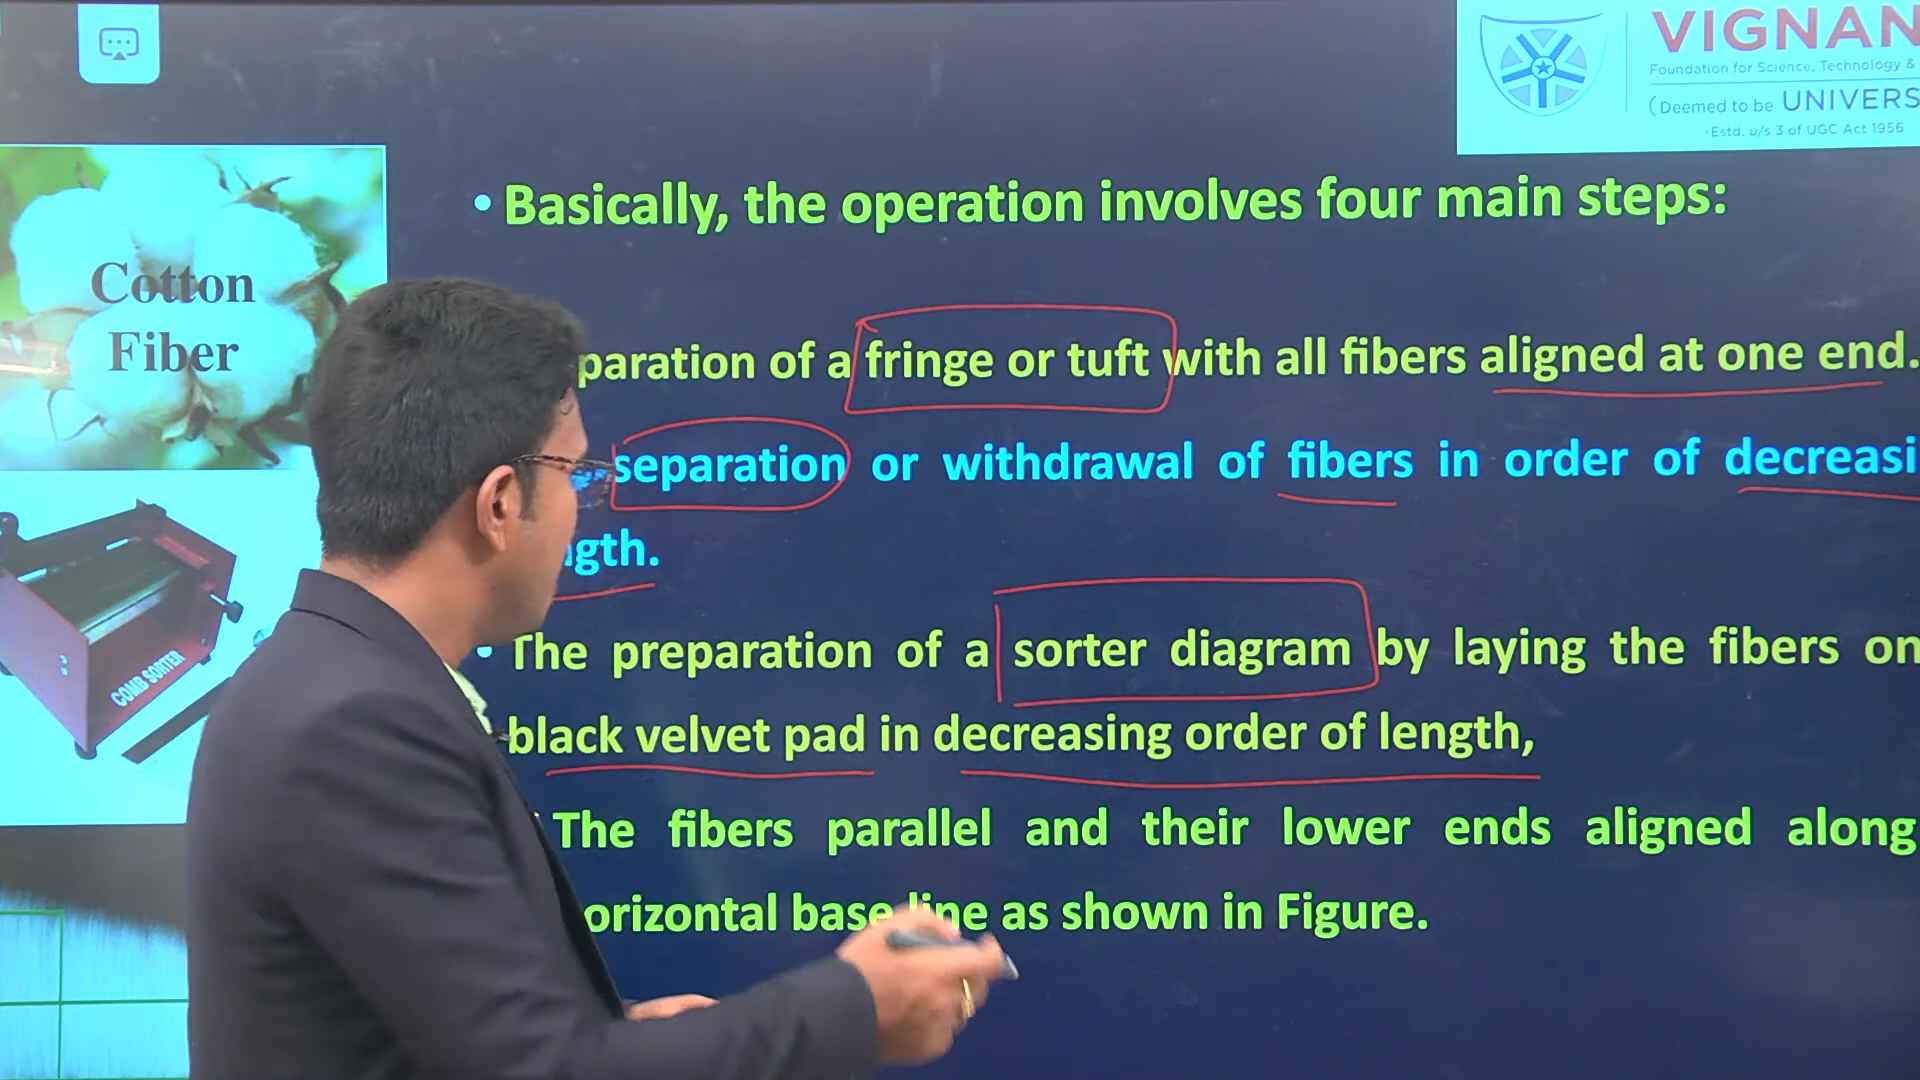 VIGNAN
Foundation for Science, Technology &
(Deemed to be UNIVERS
-Estd. u/s 3 of UGC Act 1956
Cotton
Fiber
COMB SORTER
• Basically, the operation involves four main steps:
paration of a fringe or tuft with all fibers aligned at one end.
separation or withdrawal of fibers in order of decreasi
gth.
• The preparation of a sorter diagram by laying the fibers on
black velvet pad in decreasing order of length,
The fibers parallel and their lower ends aligned along
orizontal base line as shown in Figure.